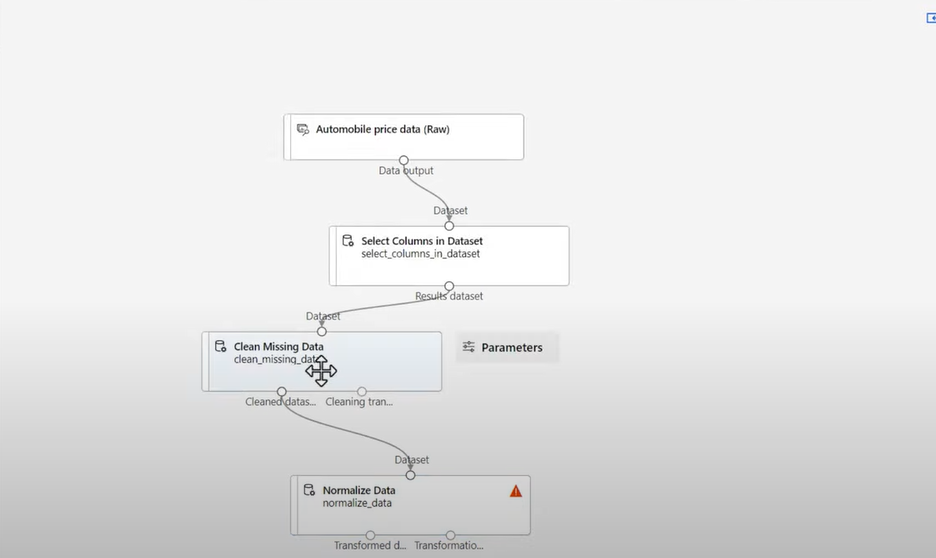 Automobile price data (Raw)
Data output
Dataset
Select Columns in Dataset
select_columns_in_dataset
Results dataset
Dataset
Clean Missing Data
clean_missing_dat
Parameters
Cleaned datas... Cleaning tran...
Dataset
Normalize Data
normalize_data
Transformed d... Transformatio...